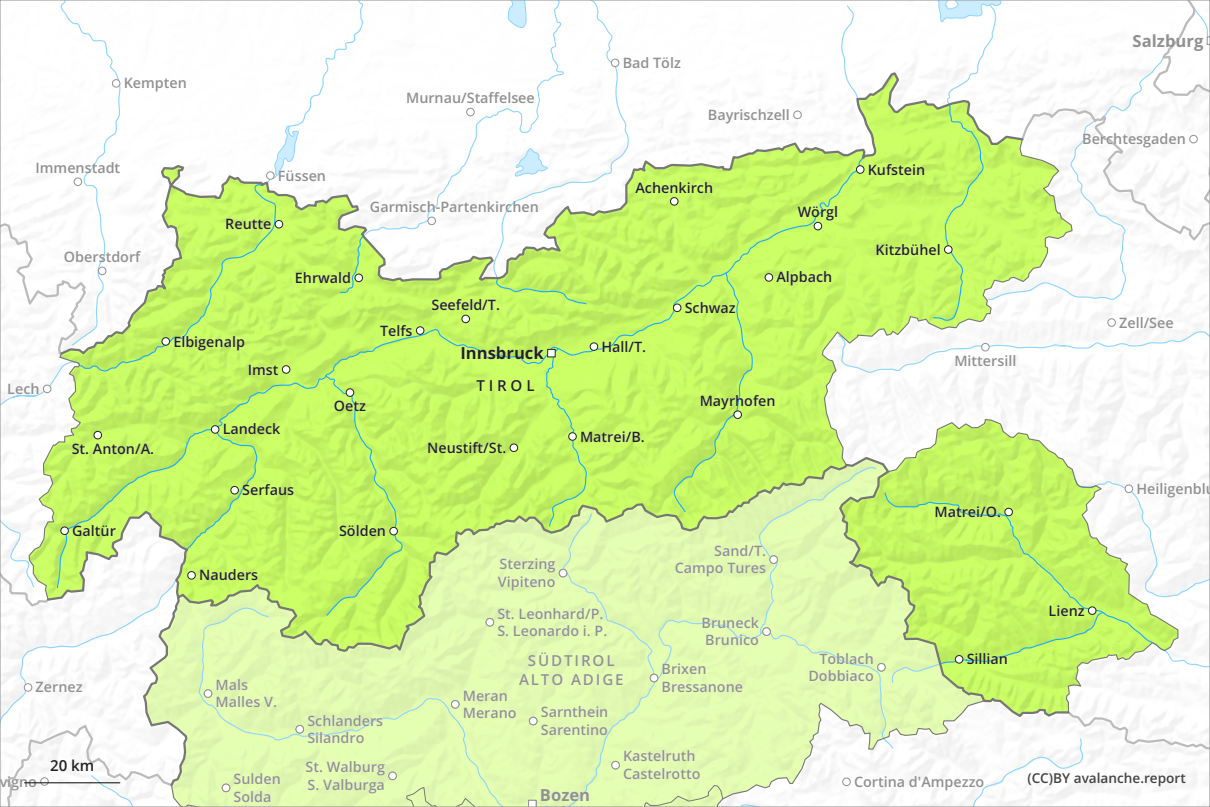 Salzburg
Bad Tölz
Kempten
Murnau/Staffelsee
Bayrischzell
Berchtesgaden
Immenstadt
Füssen
Kufstein
Achenkirch
Garmisch-Partenkirchen
Wörgl
Reutte
Kitzbühel
Oberstdorf
Ehrwald
Alpbach
Seefeld/T.
Schwaz
Zell/See
Telfs
Elbigenalp
Innsbruck
Hall/T.
Mittersill
Imst
TIROL
Lech
Oetz
Mayrhofen
Landeck
Matrei/B.
St. Anton/A.
Neustift/St.
Serfaus
Heiligenblu
Matrei/O.
Galtür
Sölden
Sand/T.
Campo Tures
Sterzing
Vipiteno
Nauders
St. Leonhard/P.
S. Leonardo i. P.
Lienz
Bruneck
Brunico
Sillian
Toblach
Dobbiaco
SÜDTIROL
ALTO ADIGE
Brixen
Bressanone
Zernez
Mals
Malles V.
Meran
Merano
Sarnthein
Sarentino
Schlanders
Silandro
Kastelruth
Castelrotto
20 km
St. Walburg
S. Valburga
(CC)BY avalanche.report
vigno
Sulden
Solda
Cortina d'Ampezzo
Bozen